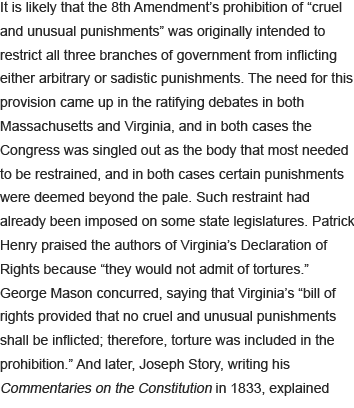 It is likely that the 8th Amendment’s prohibition of “cruel
and unusual punishments” was originally intended to
restrict all three branches of government from inflicting
either arbitrary or sadistic punishments. The need for this
provision came up in the ratifying debates in both
Massachusetts and Virginia, and in both cases the
Congress was singled out as the body that most needed
to be restrained, and in both cases certain punishments
were deemed beyond the pale. Such restraint had
already been imposed on some state legislatures. Patrick
Henry praised the authors of Virginia’s Declaration of
Rights because “they would not admit of tortures.”
George Mason concurred, saying that Virginia’s “bill of
rights provided that no cruel and unusual punishments
shall be inflicted; therefore, torture was included in the
prohibition.” And later, Joseph Story, writing his
Commentaries on the Constitution in 1833, explained